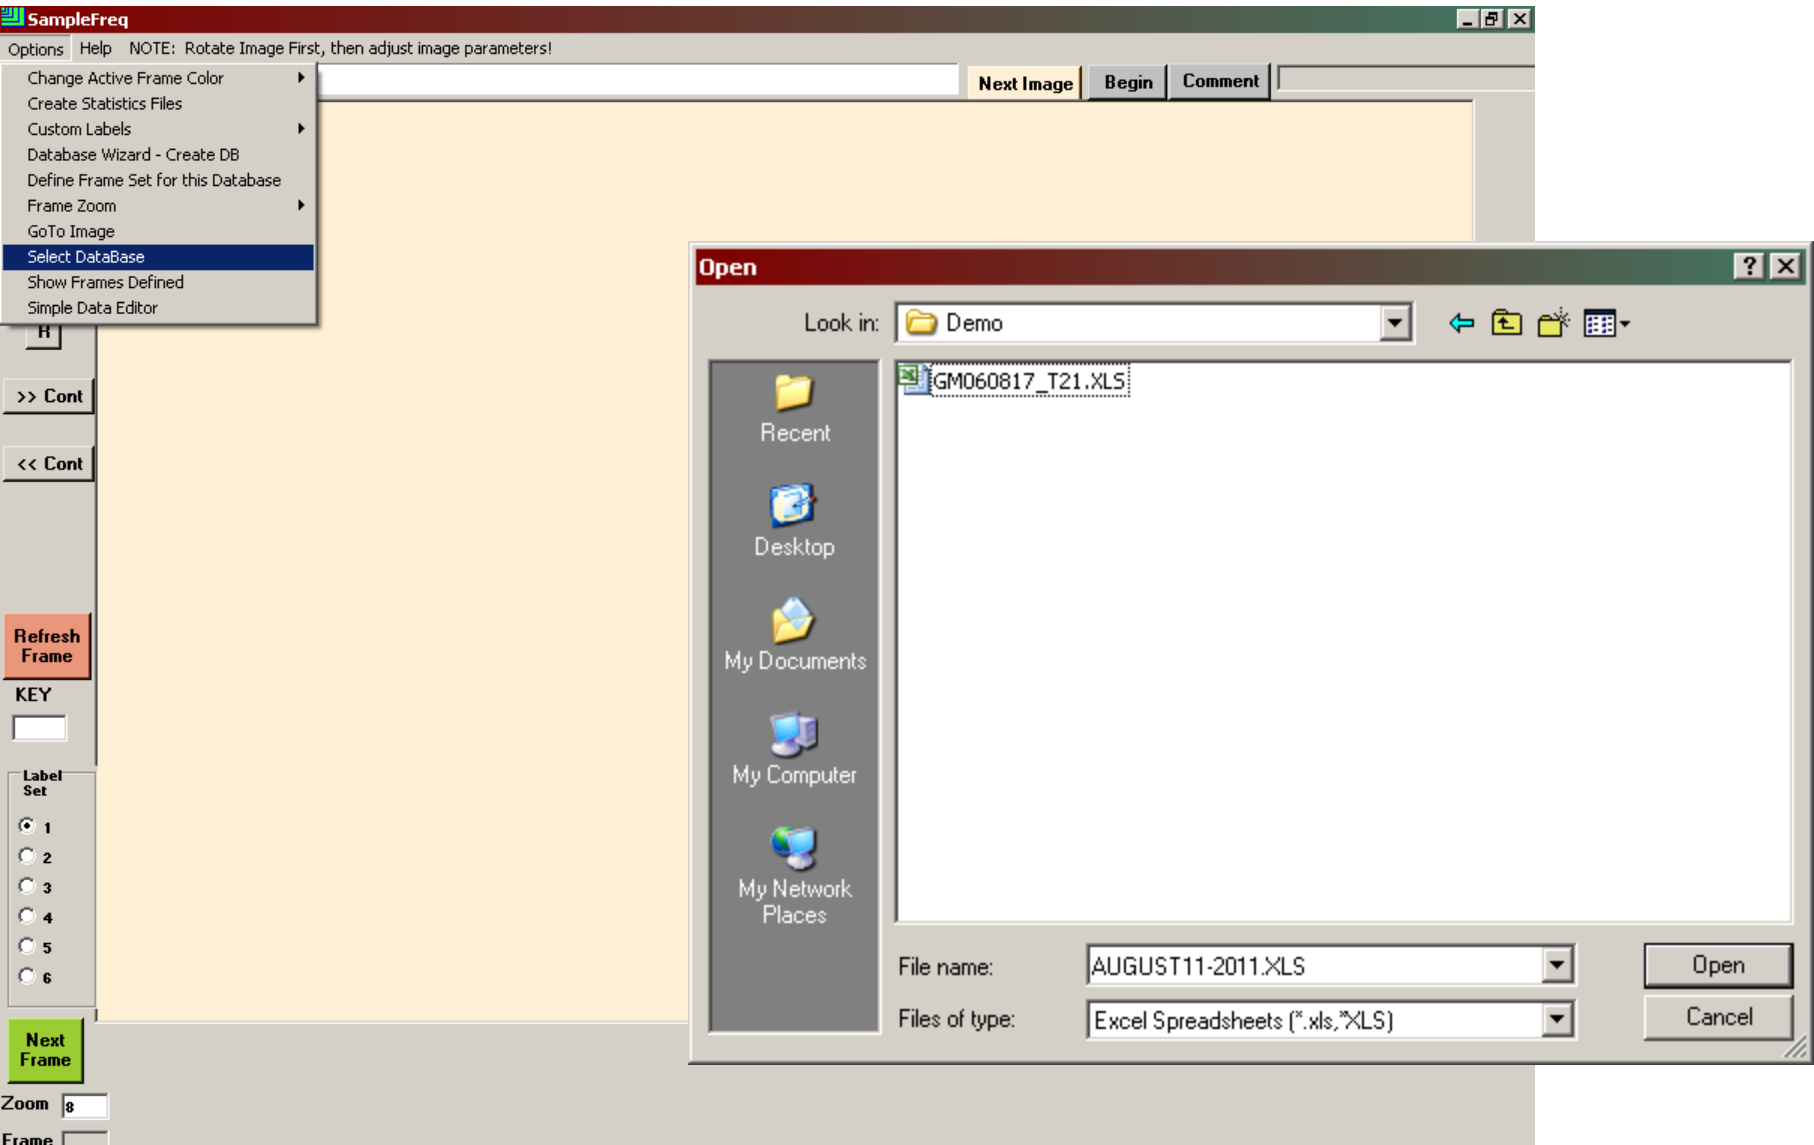 SampleFreq
Options Help NOTE: Rotate Image First, then adjust image parameters!
Change Active Frame Color
Create Statistics Files
Custom Labels
Database Wizard - Create DB
Define Frame Set for this Database
Frame Zoom
GoTo Image
Select DataBase
Show Frames Defined
Simple Data Editor
Next Image Begin Comment
>> Cont
<< Cont
Refresh
Frame
KEY
Label
Set
1
2
3
4
5
6
Next
Frame
Zoom 8
Frame
Open
Look in: Demo
GM060817_T21.XLS
Recent
Desktop
My Documents
My Computer
My Network
Places
File name: AUGUST11-2011.XLS Open
Files of type: Excel Spreadsheets (*.xls,*XLS) Cancel